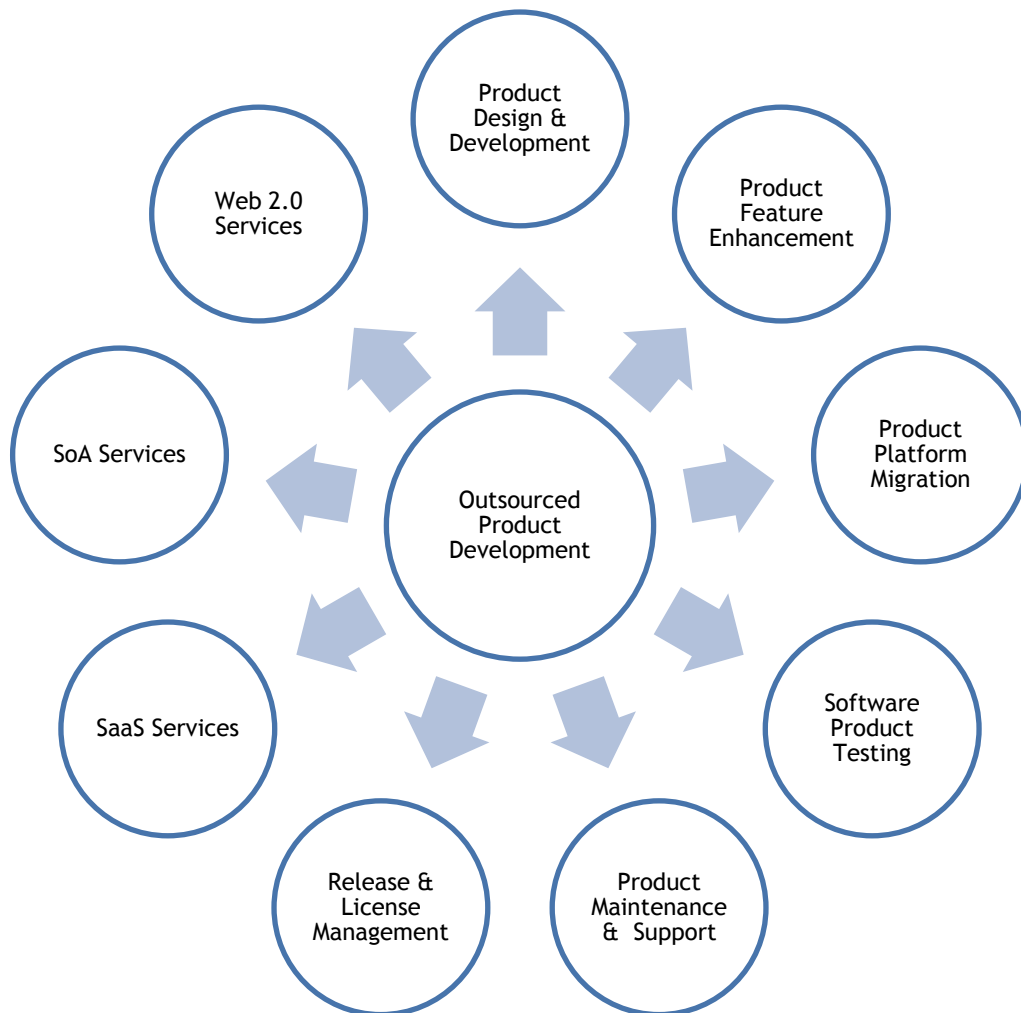 Product
Design &
Development
Product
Feature
Enhancement
Product
Platform
Migration
Software
Product
Testing
Product
Maintenance
& Support
Release &
License
Management
SaaS Services
SoA Services
Web 2.0
Services
Outsourced
Product
Development